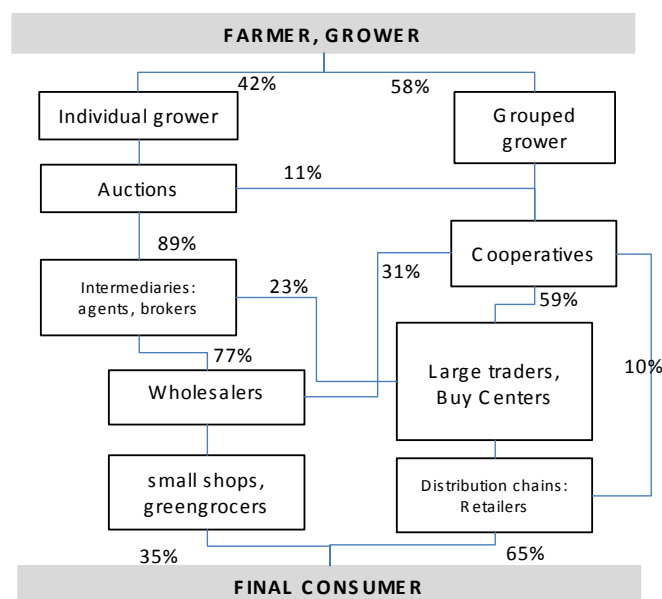 FARMER, GROWER
42%
58%
Individual grower
Grouped
grower
Auctions
11%
89%
Cooperatives
Intermediaries:
agents, brokers
23%
31%
59%
77%
Large traders,
Buy Centers
10%
Wholesalers
small shops,
greengrocers
Distribution chains:
Retailers
35%
65%
FINAL CONSUMER